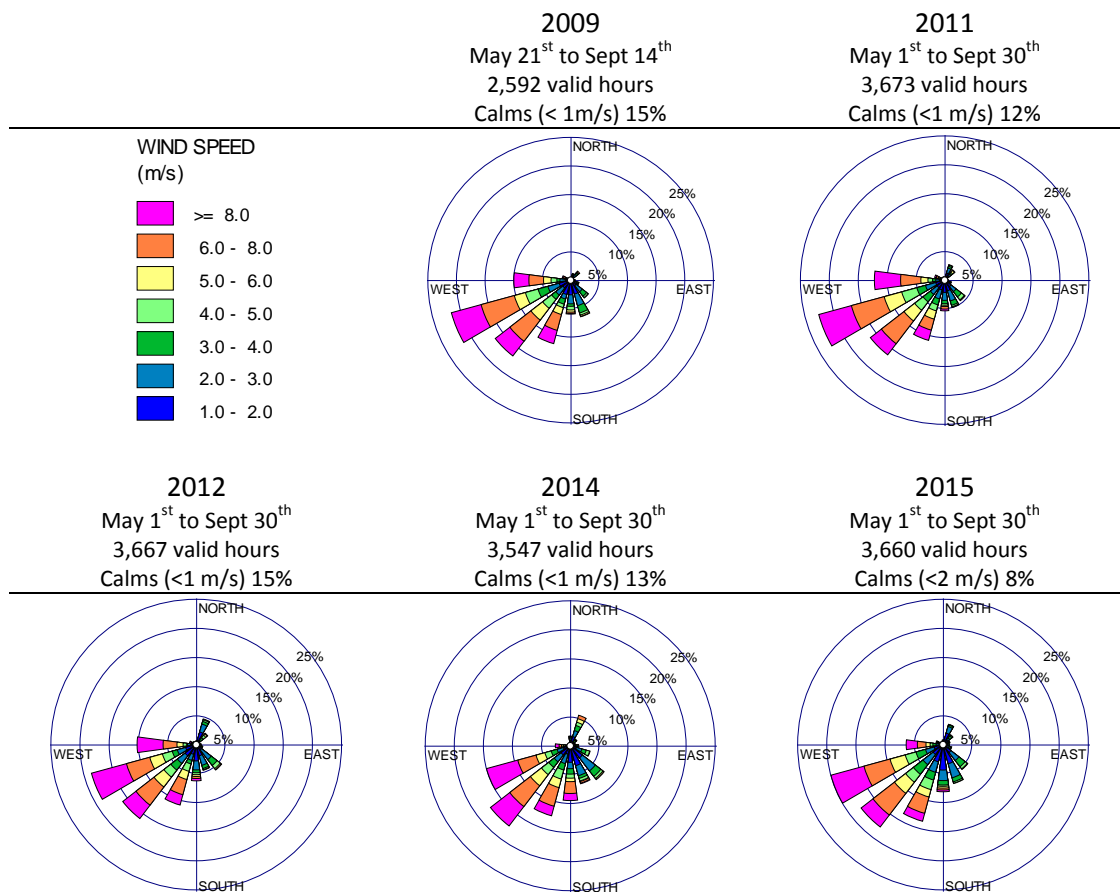 2009
May 21st to Sept 14th
2,592 valid hours
Calms (< 1m/s) 15%
2011
May 1st to Sept 30th
3,673 valid hours
Calms (<1 m/s) 12%
WIND SPEED
(m/s)
>= 8.0
6.0 - 8.0
5.0 - 6.0
4.0 - 5.0
3.0 - 4.0
2.0 - 3.0
1.0 - 2.0
NORTH
25%
20%
15%
10%
5%
WEST
EAST
SOUTH
NORTH
25%
20%
15%
10%
5%
WEST
EAST
SOUTH
2012
May 1st to Sept 30th
3,667 valid hours
Calms (<1 m/s) 15%
2014
May 1st to Sept 30th
3,547 valid hours
Calms (<1 m/s) 13%
2015
May 1st to Sept 30th
3,660 valid hours
Calms (<2 m/s) 8%
NORTH
25%
20%
15%
10%
5%
WEST
EAST
SOUTH
NORTH
25%
20%
15%
10%
5%
WEST
EAST
SOUTH
NORTH
25%
20%
15%
10%
5%
WEST
EAST
SOUTH